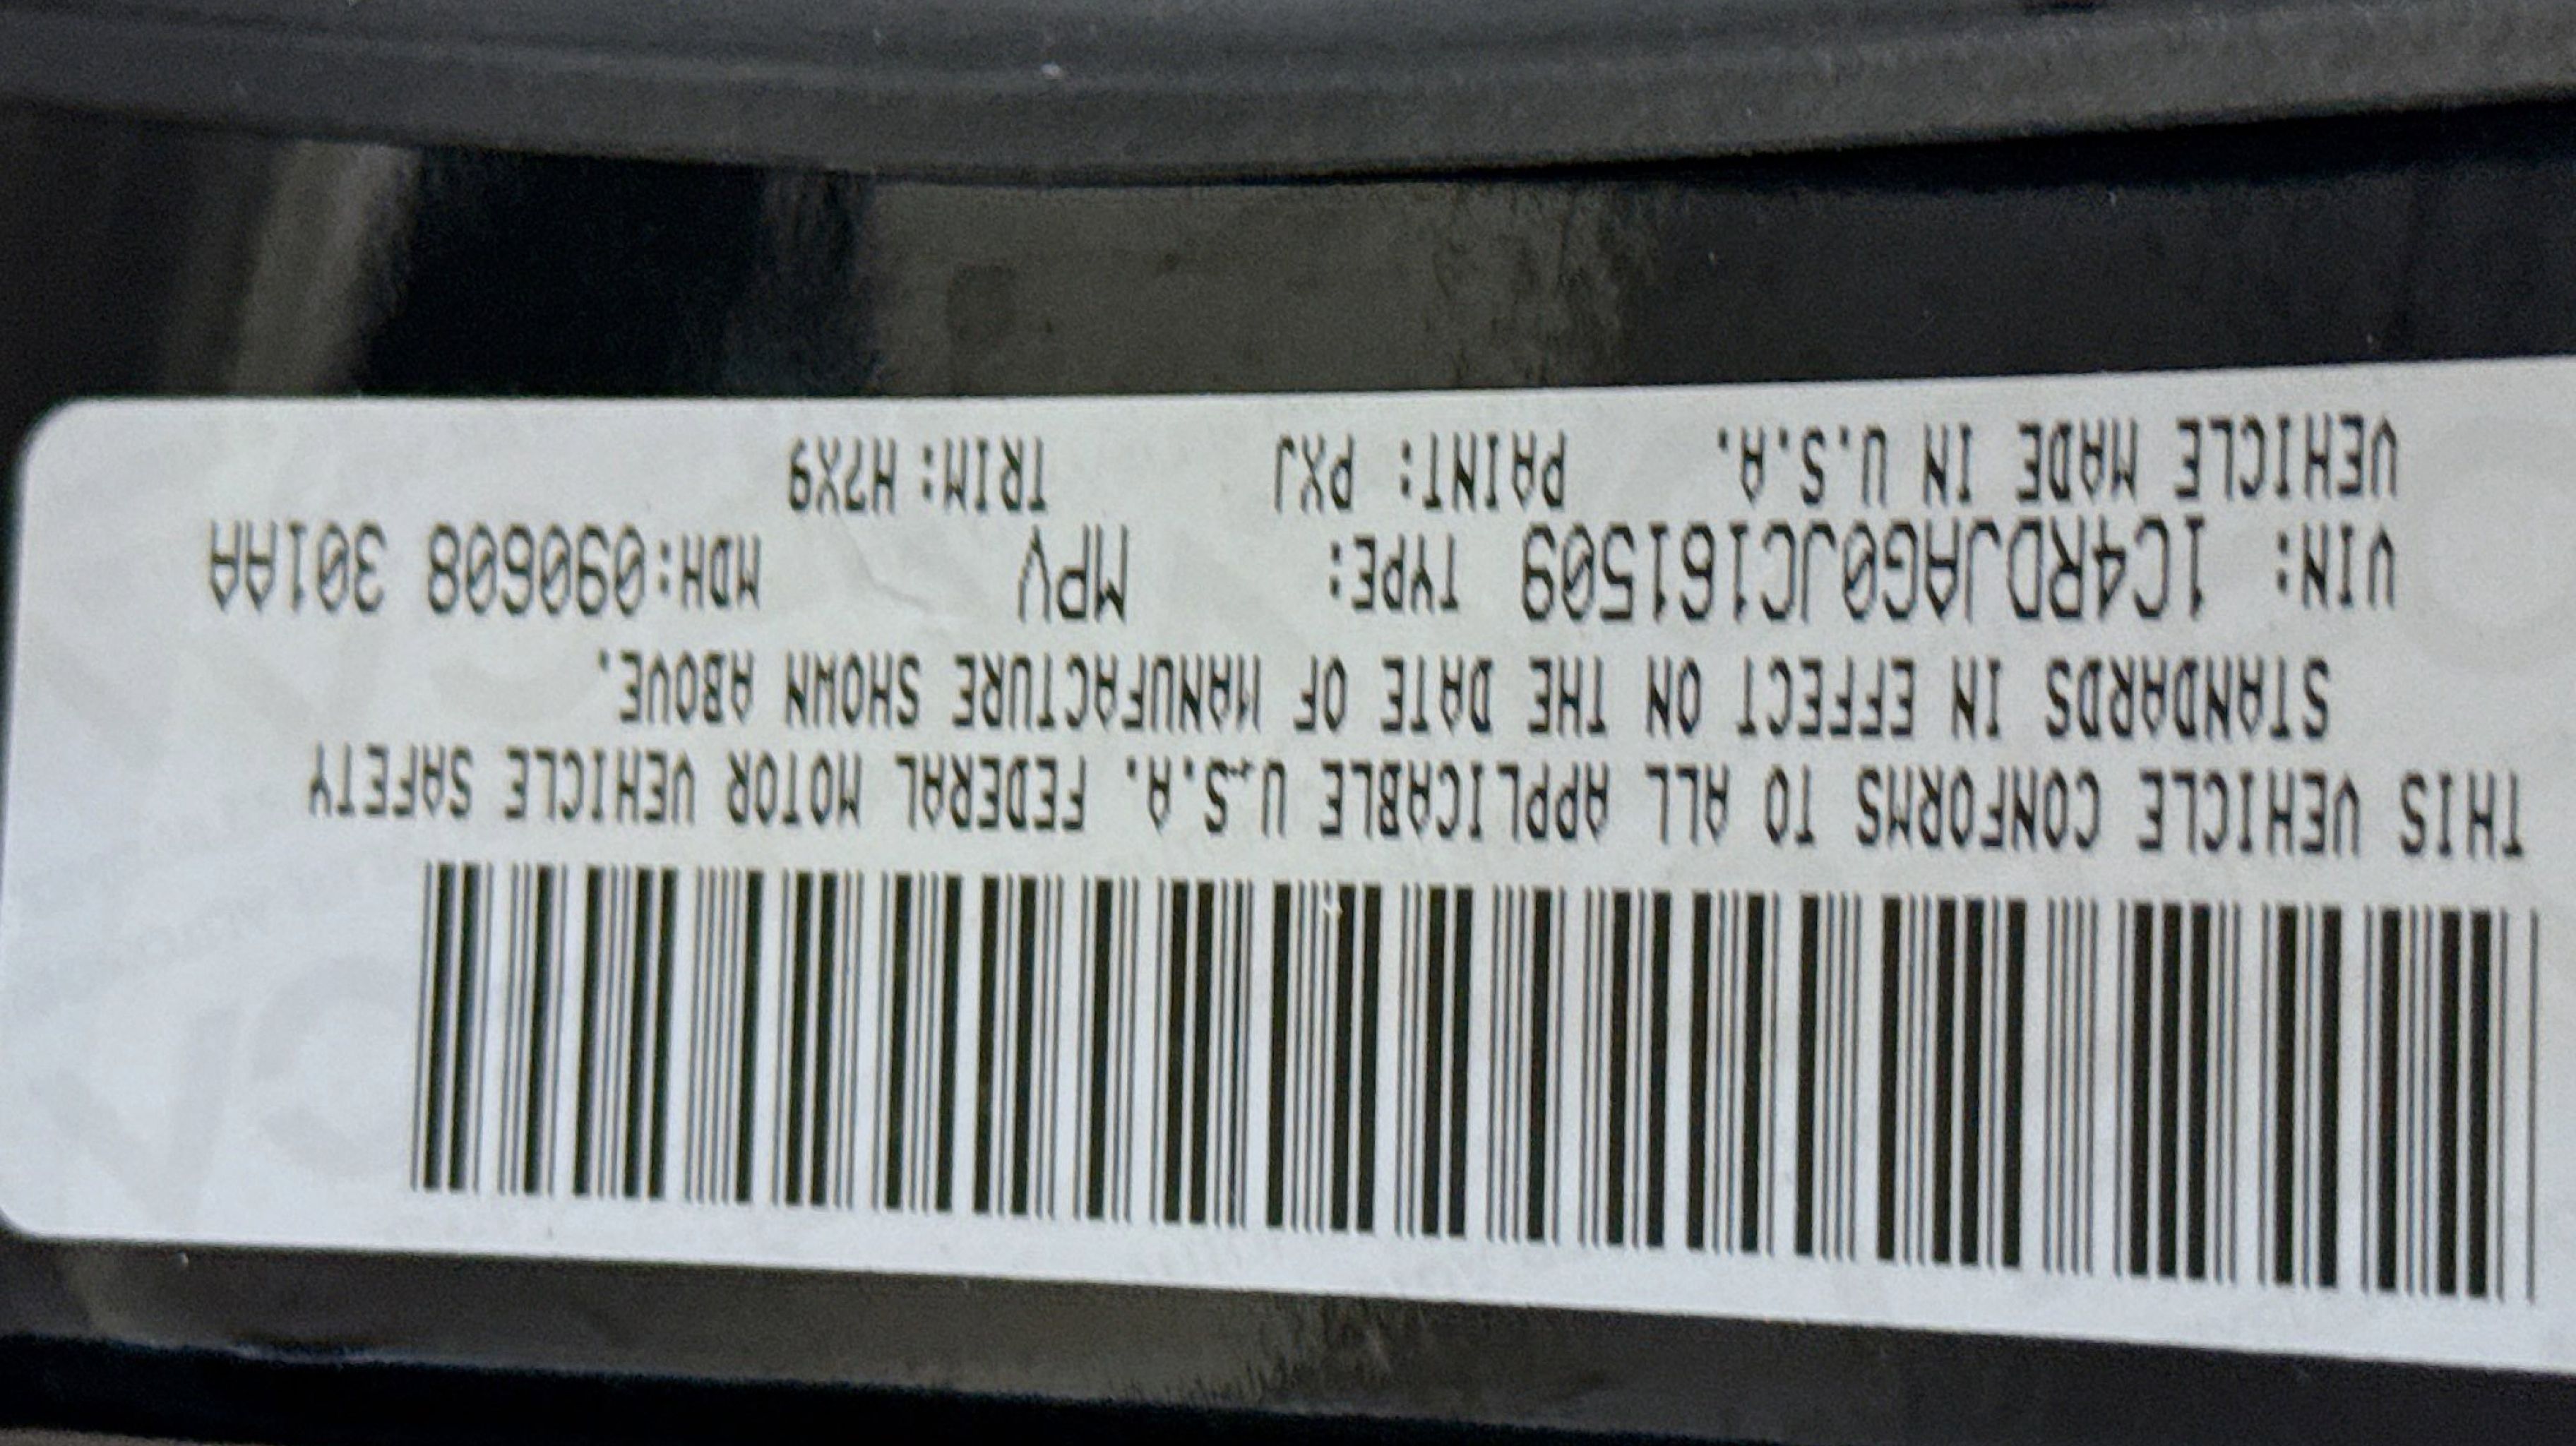 THIS VEHICLE CONFORMS TO ALL APPLICABLE U.S.A. FEDERAL MOTOR VEHICLE SAFETY
STANDARDS IN EFFECT ON THE DATE OF MANUFACTURE SHOWN ABOVE.
VIN: 1C4RDJAG0JC161509 TYPE: MPV MDH:090608 301AA
VEHICLE MADE IN U.S.A. PAINT: PXJ TRIM:H7X9